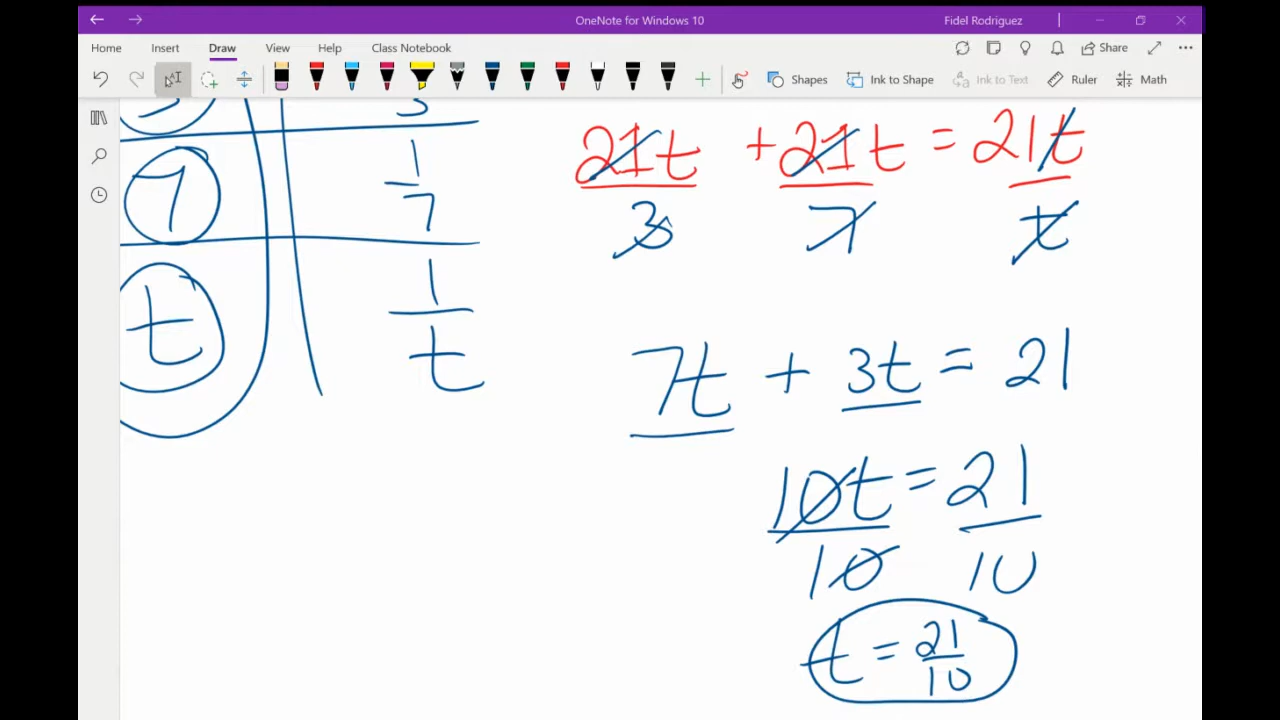 OneNote for Windows 10
Fidel Rodriguez
Home Insert Draw View Help Class Notebook Share
Shapes Ink to Shape Ink to Text Ruler Math
3
21t + 21t = 21t
3 7 t
7 1
7
t 1
t
7t + 3t = 21
10t = 21
10 10
t = 21
10